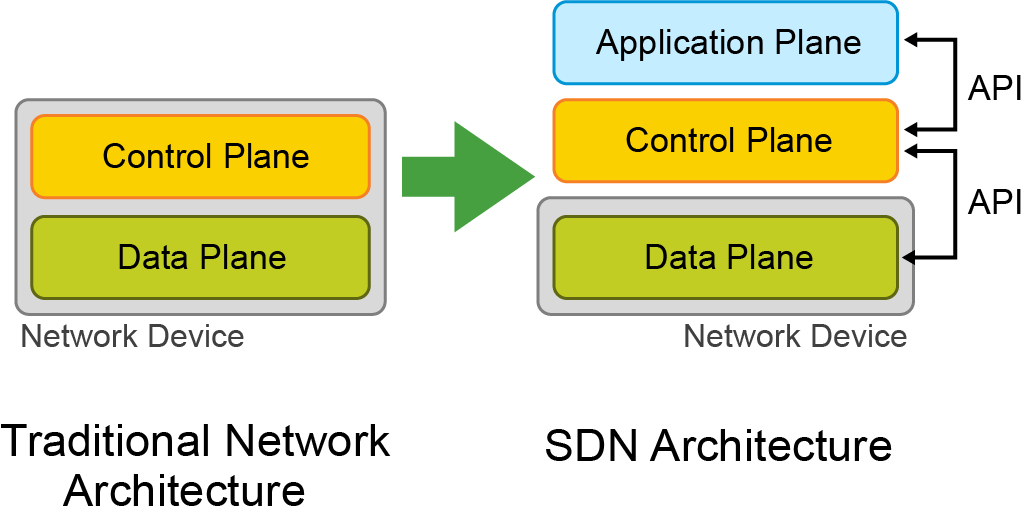 Control Plane
Data Plane
Network Device
Traditional Network
Architecture
Application Plane
API
Control Plane
API
Data Plane
Network Device
SDN Architecture